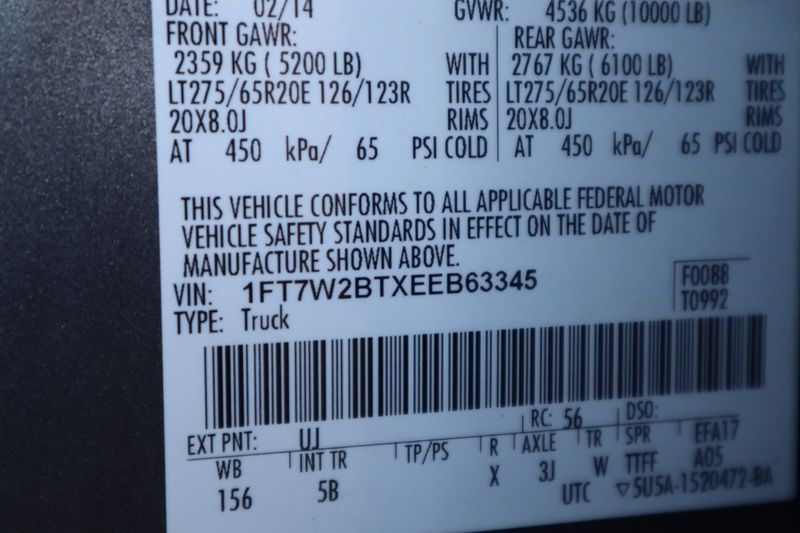 DATE: 02/14 GVWR: 4536 KG (10000 LB)
FRONT GAWR: REAR GAWR:
2359 KG ( 5200 LB) WITH 2767 KG ( 6100 LB) WITH
LT275/65R20E 126/123R TIRES LT275/65R20E 126/123R TIRES
20X8.0J RIMS 20X8.0J RIMS
AT 450 kPa/ 65 PSI COLD AT 450 kPa/ 65 PSI COLD
THIS VEHICLE CONFORMS TO ALL APPLICABLE FEDERAL MOTOR
VEHICLE SAFETY STANDARDS IN EFFECT ON THE DATE OF
MANUFACTURE SHOWN ABOVE.
VIN: 1FT7W2BTXEEB63345 F0088
TYPE: Truck T0992
EXT PNT: UJ RC: 56 DSO:
WB INT TR TP/PS R AXLE TR SPR EFA17
156 5B X 3J W TTFF A05
UTC ▽5U5A-1520472-BA